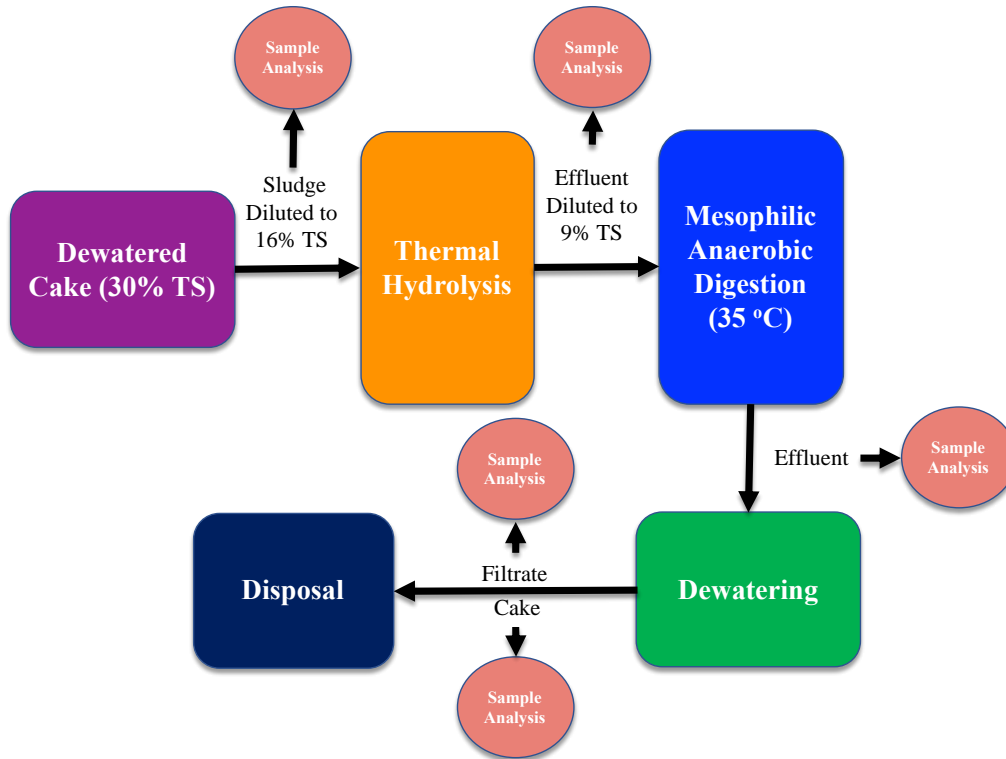 Sample
Analysis
Sample
Analysis
Sludge
Diluted to
16% TS
Effluent
Diluted to
9% TS
Dewatered
Cake (30% TS)
Thermal
Hydrolysis
Mesophilic
Anaerobic
Digestion
(35 °C)
Sample
Analysis
Effluent
Sample
Analysis
Disposal
Filtrate
Cake
Dewatering
Sample
Analysis